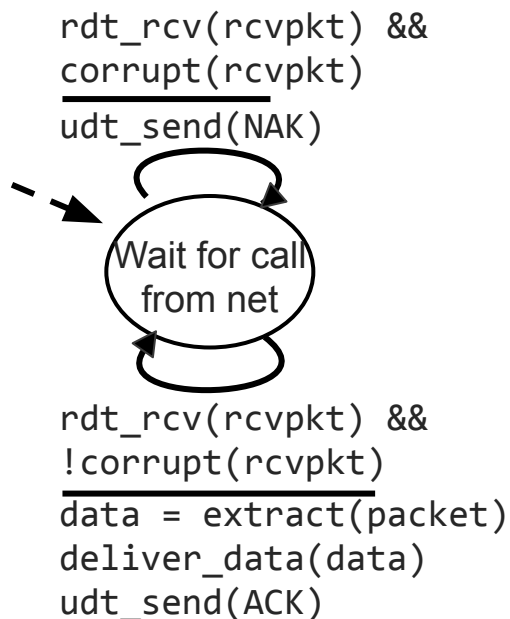 rdt_rcv(rcvpkt) &&
corrupt(rcvpkt)
udt_send(NAK)
Wait for call
from net
rdt_rcv(rcvpkt) &&
!corrupt(rcvpkt)
data = extract(packet)
deliver_data(data)
udt_send(ACK)